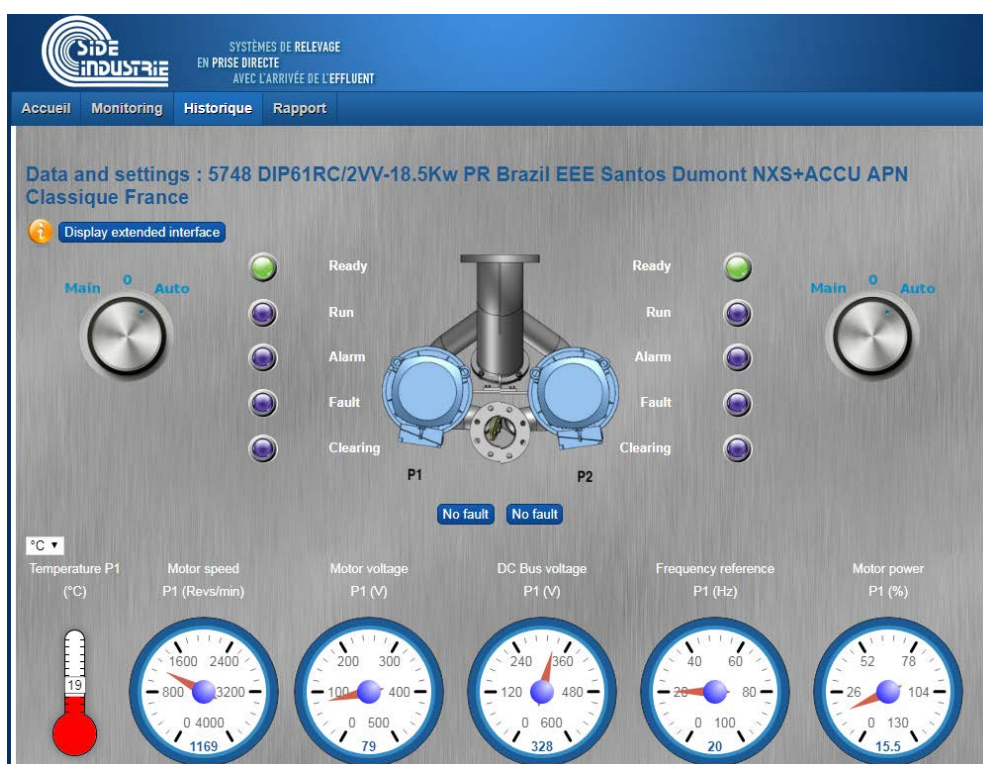 SIDE
INDUSTRIE
SYSTÈMES DE RELEVAGE
EN PRISE DIRECTE
AVEC L'ARRIVÉE DE L'EFFLUENT
Accueil Monitoring Historique Rapport
Data and settings : 5748 DIP61RC/2VV-18.5Kw PR Brazil EEE Santos Dumont NXS+ACCU APN
Classique France
i Display extended interface
Main 0 Auto
Ready
Run
Alarm
Fault
Clearing
P1
P2
Ready
Run
Alarm
Fault
Clearing
Main 0 Auto
No fault No fault
°C
Temperature P1
(°C)
19
Motor speed
P1 (Revs/min)
1600 2400
800 3200
0 4000
1169
Motor voltage
P1 (V)
200 300
100 400
0 500
79
DC Bus voltage
P1 (V)
240 360
120 480
0 600
328
Frequency reference
P1 (Hz)
40 60
20 80
0 100
20
Motor power
P1 (%)
52 78
26 104
0 130
15.5